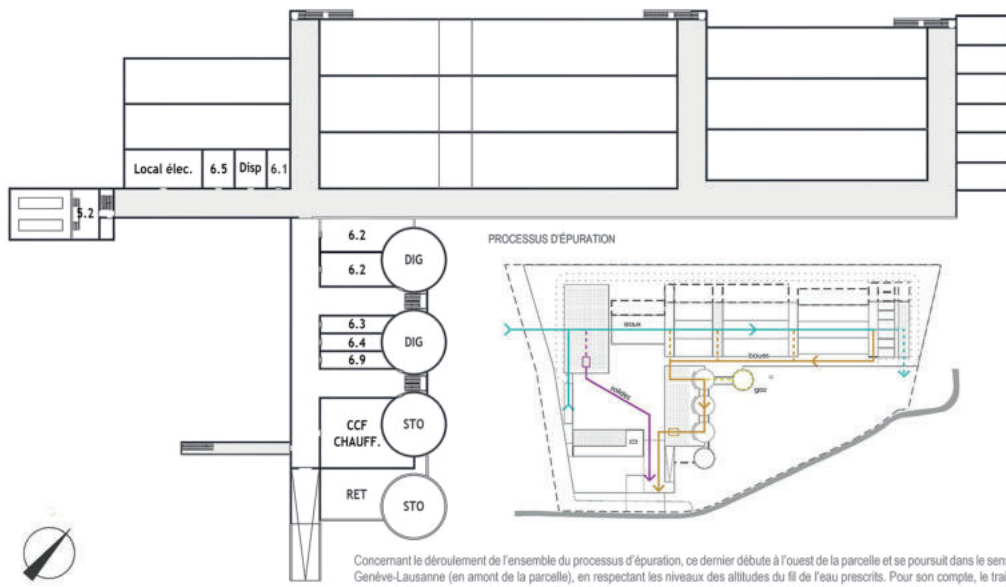 Local élec.
6.5
Disp
6.1
5.2
6.2
6.2
DIG
6.3
6.4
6.9
DIG
CCF
CHAUFF.
STO
RET
STO
PROCESSUS D'ÉPURATION
eaux
boues
gaz
solides
Concernant le déroulement de l'ensemble du processus d'épuration, ce dernier débute à l'ouest de la parcelle et se poursuit dans le sens
Genève-Lausanne (en amont de la parcelle), en respectant les niveaux des altitudes du fil de l'eau prescrits. Pour son compte, le trai